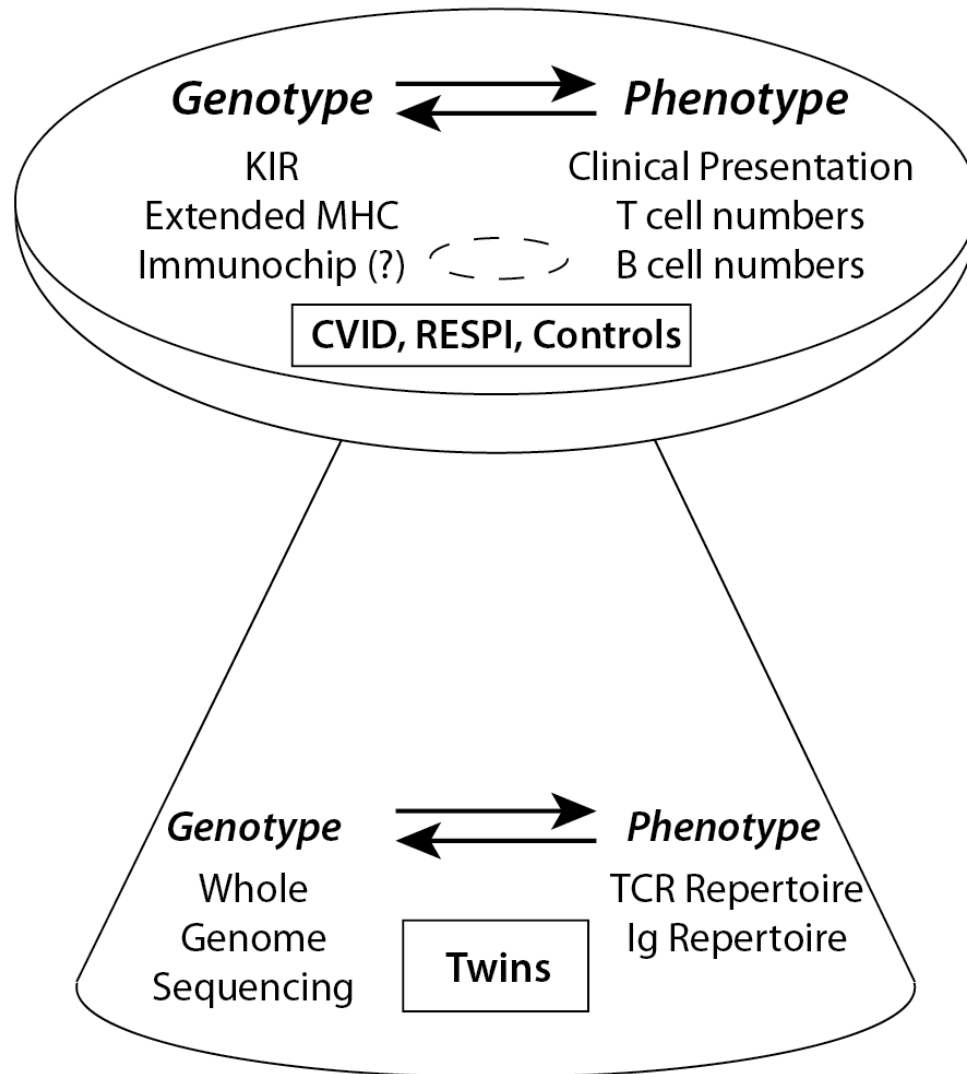 Genotype Phenotype
KIR
Extended MHC
Immunochip (?)
Clinical Presentation
T cell numbers
B cell numbers
CVID, RESPI, Controls
Genotype Phenotype
Whole
Genome
Sequencing
TCR Repertoire
Ig Repertoire
Twins